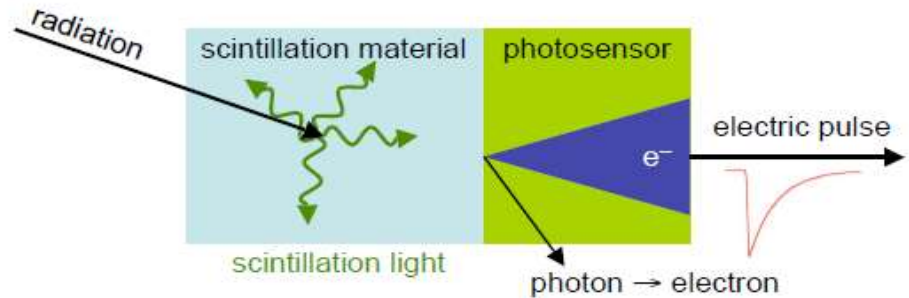 radiation
scintillation material
photosensor
electric pulse
e⁻
scintillation light
photon → electron